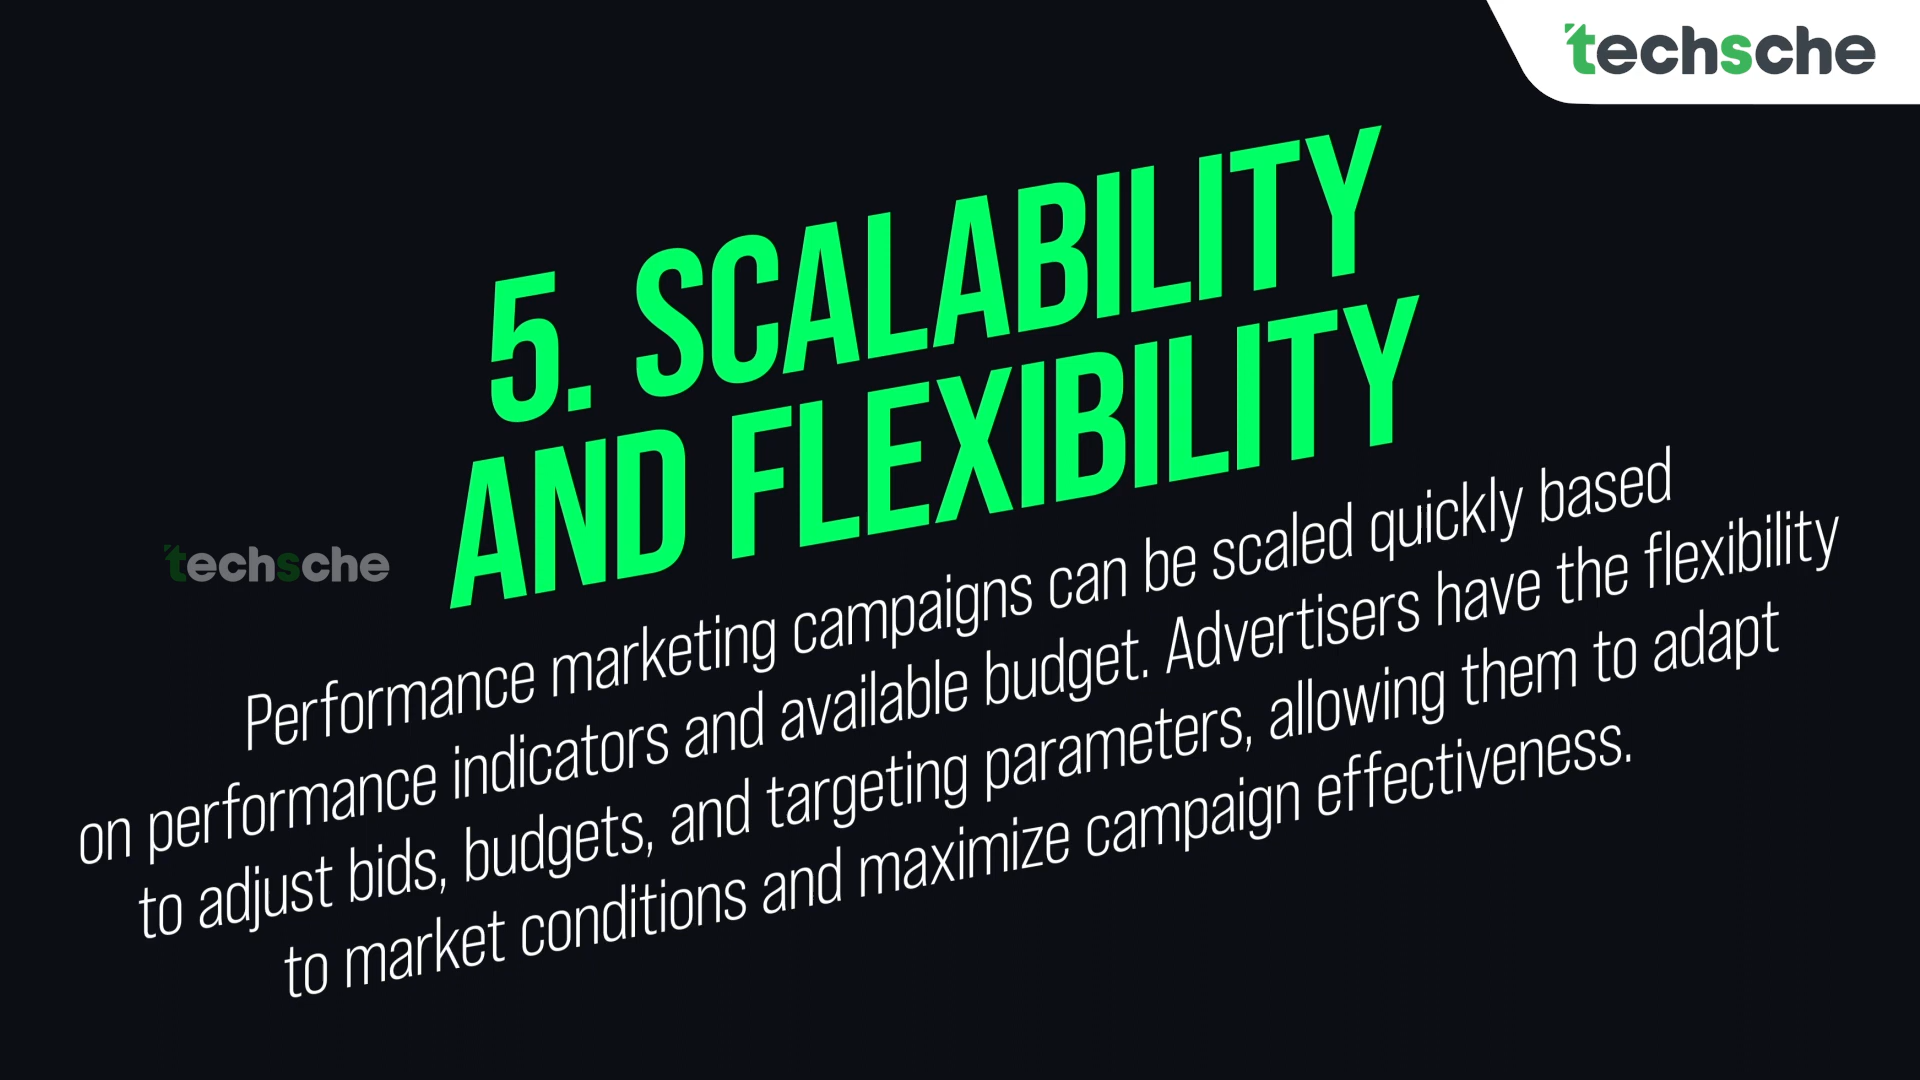 techsche
5. SCALABILITY
AND FLEXIBILITY
techsche
Performance marketing campaigns can be scaled quickly based
on performance indicators and available budget. Advertisers have the flexibility
to adjust bids, budgets, and targeting parameters, allowing them to adapt
to market conditions and maximize campaign effectiveness.